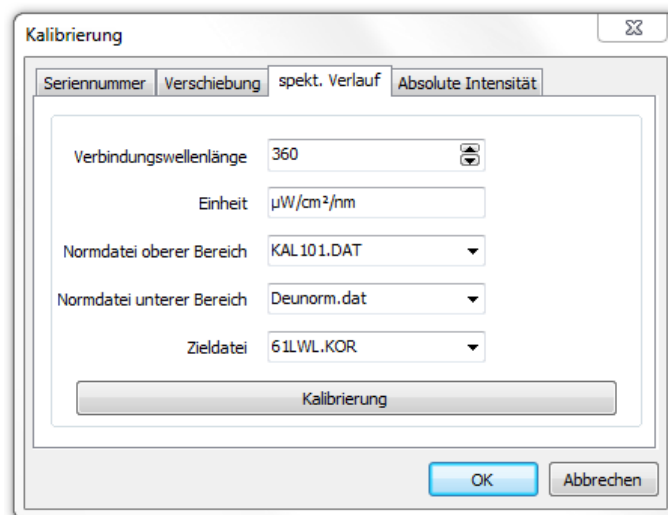 Kalibrierung
Seriennummer Verschiebung spekt. Verlauf Absolute Intensität
Verbindungswellenlänge 360
Einheit µW/cm²/nm
Normdatei oberer Bereich KAL101.DAT
Normdatei unterer Bereich Deunorm.dat
Zieldatei 61LWL.KOR
Kalibrierung
OK Abbrechen